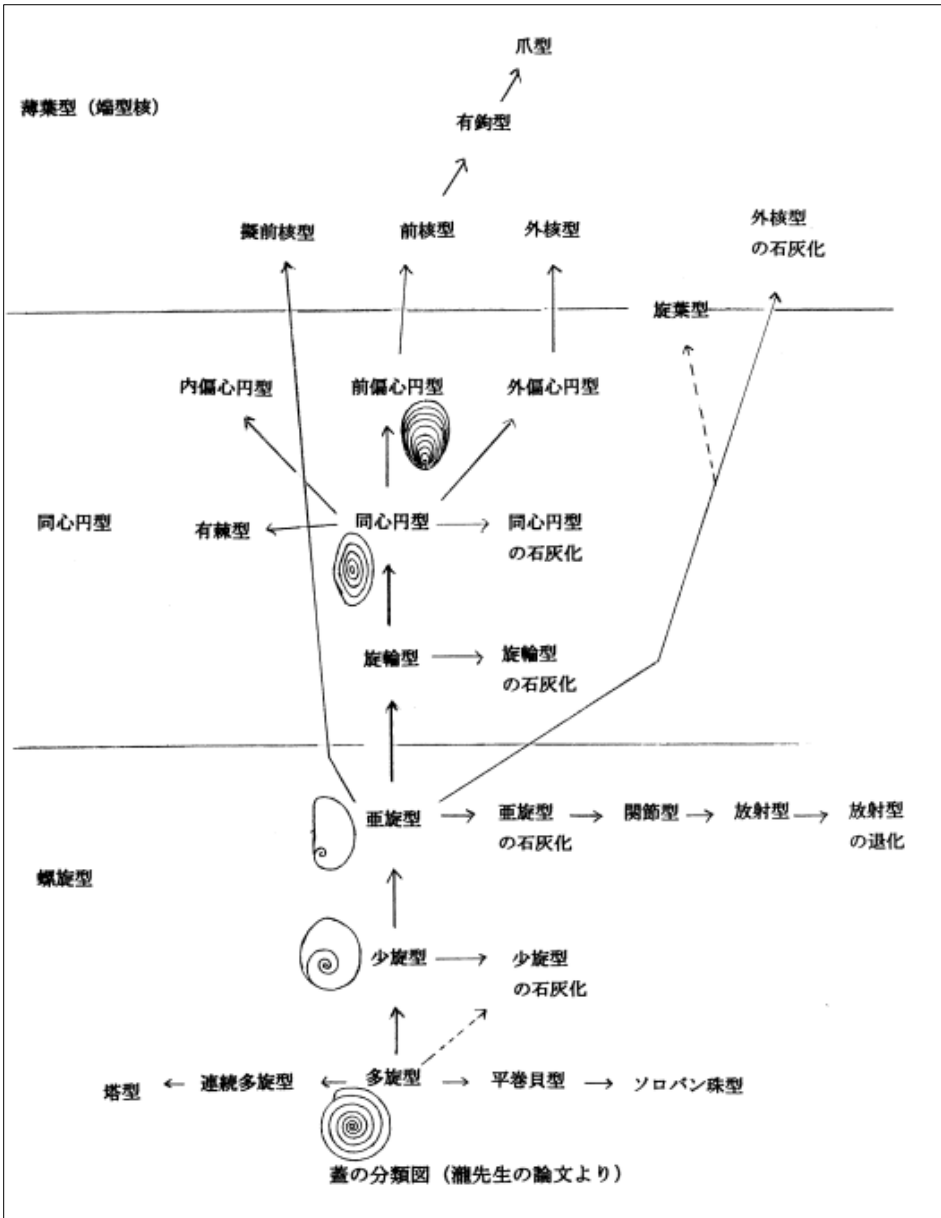 爪型
薄葉型（端型核）
有鉤型
擬前核型
前核型
外核型
外核型
の石灰化
旋葉型
内偏心円型
前偏心円型
外偏心円型
同心円型
有棘型
同心円型
同心円型
の石灰化
旋輪型
旋輪型
の石灰化
亜旋型
亜旋型
の石灰化
関節型
放射型
放射型
の退化
螺旋型
少旋型
少旋型
の石灰化
塔型
連続多旋型
多旋型
平巻貝型
ソロバン珠型
蓋の分類図（瀧先生の論文より）